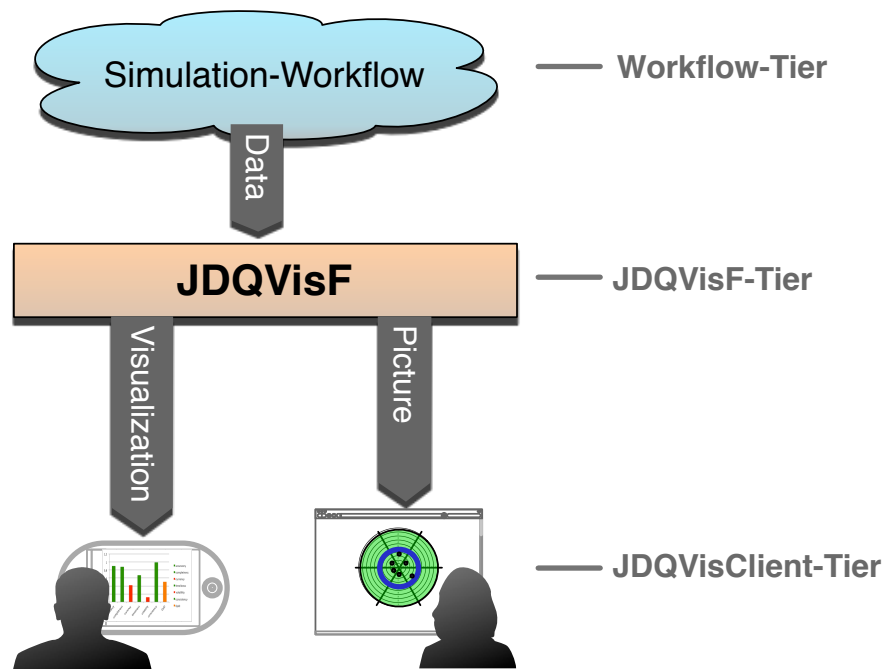 Simulation-Workflow
Workflow-Tier
Data
JDQVisF
JDQVisF-Tier
Visualization
Picture
JDQVisClient-Tier